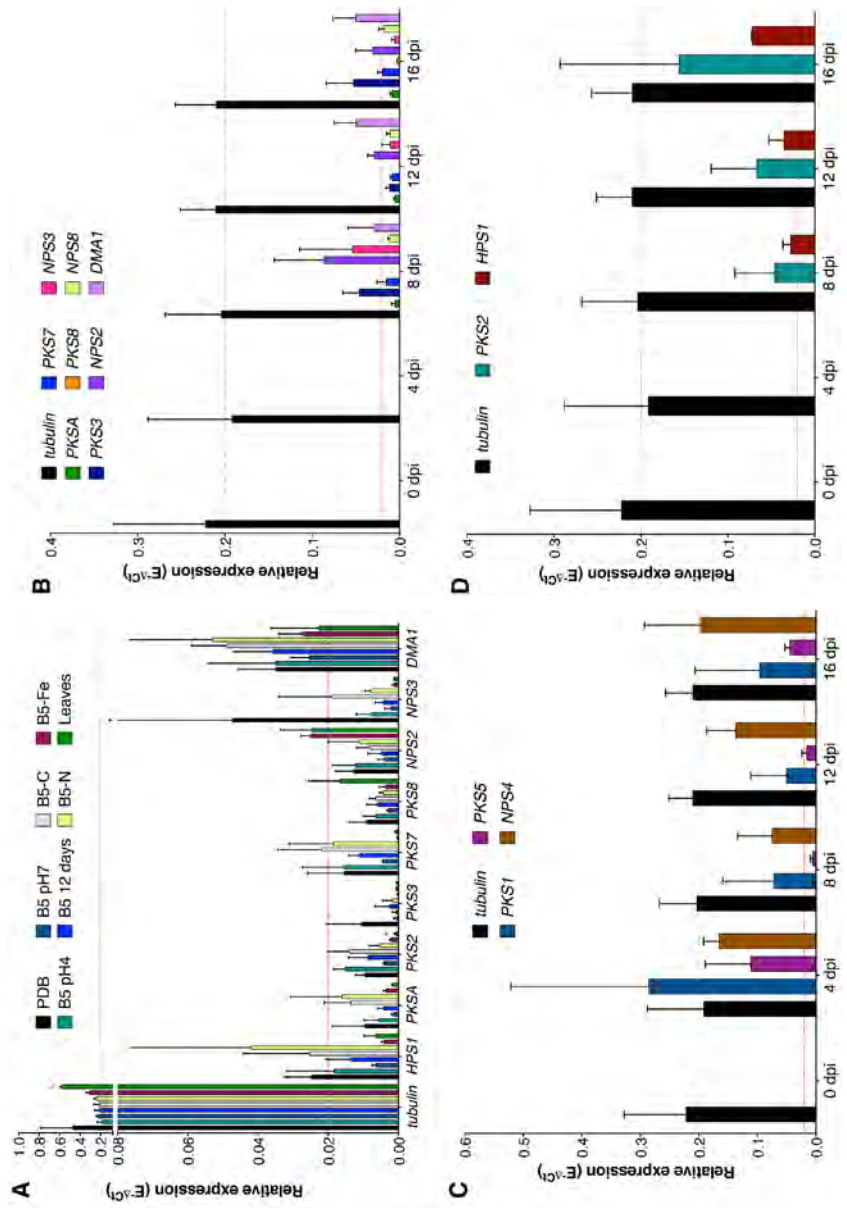 A
Relative expression (E-ΔCt)
1.0
0.8
0.6
0.4
0.2
0.08
0.06
0.04
0.02
0.00
PDB B5 pH7 B5-C B5-Fe
B5 pH4 B5 12 days B5-N Leaves
tubulin HPS1 PKSA PKS2 PKS3 PKS7 PKS8 NPS2 NPS3 DMA1
B
Relative expression (E-ΔCt)
0.4
0.3
0.2
0.1
0.0
tubulin PKS7 NPS3
PKSA PKS8 NPS8
PKS3 NPS2 DMA1
0 dpi 4 dpi 8 dpi 12 dpi 16 dpi
C
Relative expression (E-ΔCt)
0.6
0.5
0.4
0.3
0.2
0.1
0.0
tubulin PKS5
PKS1 NPS4
0 dpi 4 dpi 8 dpi 12 dpi 16 dpi
D
Relative expression (E-ΔCt)
0.4
0.3
0.2
0.1
0.0
tubulin PKS2 HPS1
0 dpi 4 dpi 8 dpi 12 dpi 16 dpi